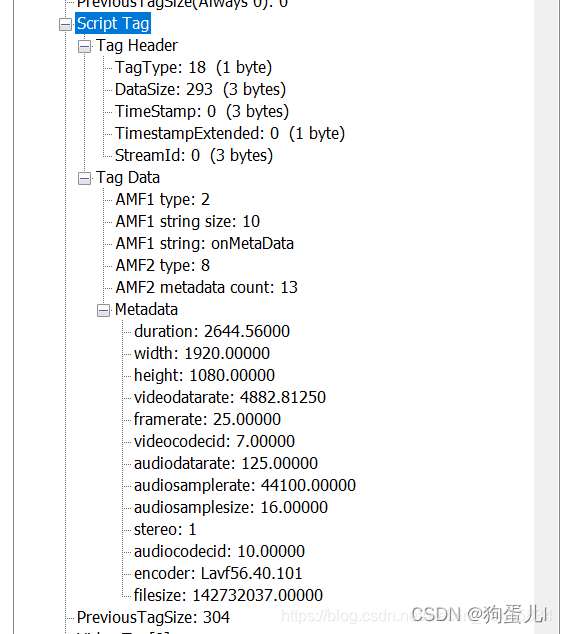 PreviousTagSize(Always 0): 0
Script Tag
Tag Header
TagType: 18 (1 byte)
DataSize: 293 (3 bytes)
TimeStamp: 0 (3 bytes)
TimestampExtended: 0 (1 byte)
StreamId: 0 (3 bytes)
Tag Data
AMF1 type: 2
AMF1 string size: 10
AMF1 string: onMetaData
AMF2 type: 8
AMF2 metadata count: 13
Metadata
duration: 2644.56000
width: 1920.00000
height: 1080.00000
videodatarate: 4882.81250
framerate: 25.00000
videocodecid: 7.00000
audiodatarate: 125.00000
audiosamplerate: 44100.00000
audiosamplesize: 16.00000
stereo: 1
audiocodecid: 10.00000
encoder: Lavf56.40.101
filesize: 142732037.00000
PreviousTagSize: 304
https://blog.csdn.ne
CSDN @狗蛋儿l